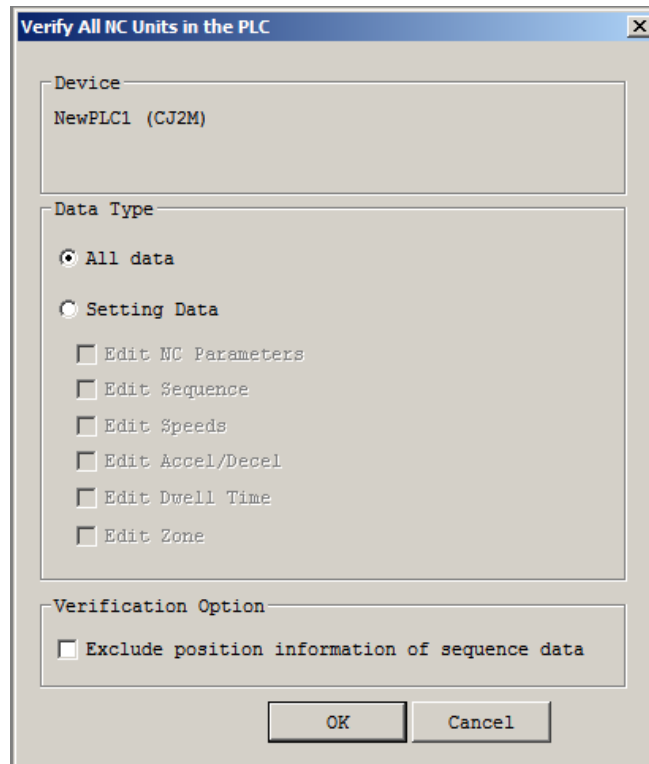 Verify All NC Units in the PLC
Device
NewPLC1 (CJ2M)
Data Type
All data
Setting Data
Edit NC Parameters
Edit Sequence
Edit Speeds
Edit Accel/Decel
Edit Dwell Time
Edit Zone
Verification Option
Exclude position information of sequence data
OK Cancel